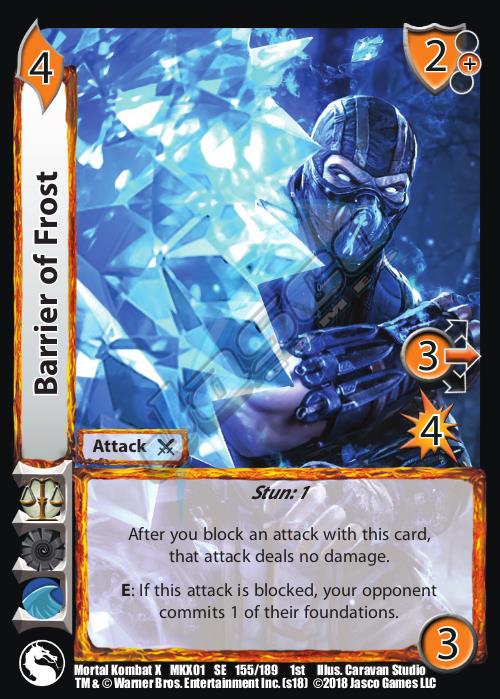 4
2
+
Barrier of Frost
3
4
Attack
Stun: 1
After you block an attack with this card,
that attack deals no damage.
E: If this attack is blocked, your opponent
commits 1 of their foundations.
3
Mortal Kombat X MKX01 SE 155/189 1st Illus. Caravan Studio
TM & © Warner Bros. Entertainment Inc. (s18) ©2018 Jasco Games LLC